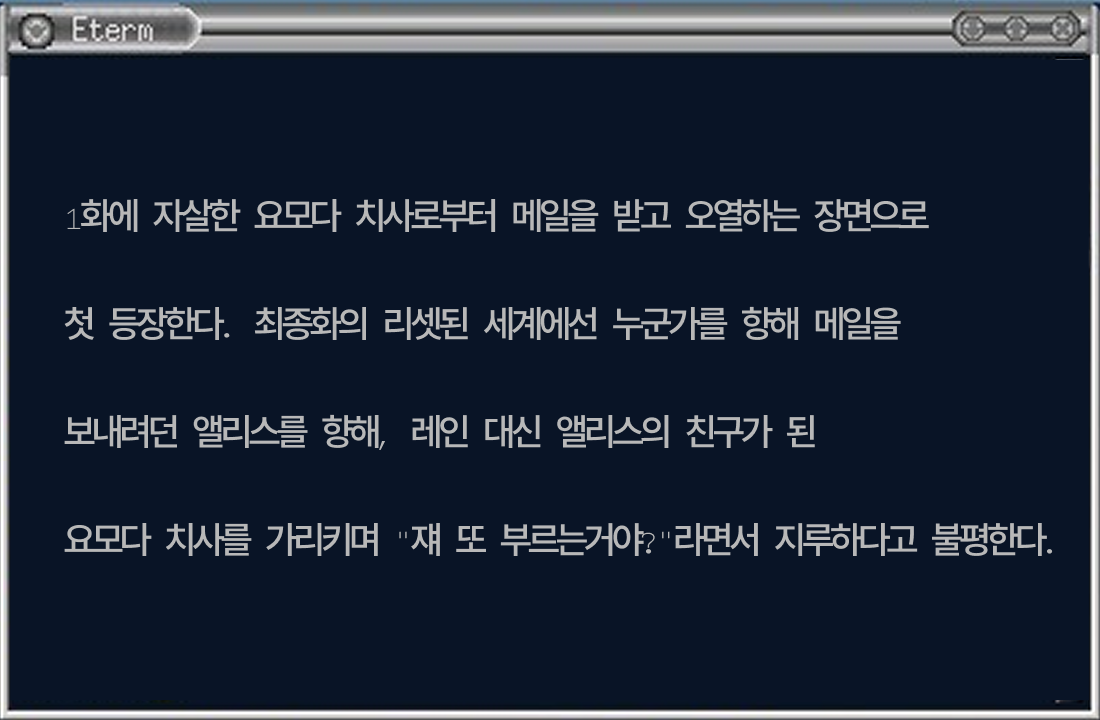 Eterm
1화에 자살한 요모다 치사로부터 메일을 받고 오열하는 장면으로
첫 등장한다. 최종화의 리셋된 세계에선 누군가를 향해 메일을
보내려던 앨리스를 향해, 레인 대신 앨리스의 친구가 된
요모다 치사를 가리키며 "쟤 또 부르는거야?"라면서 지루하다고 불평한다.